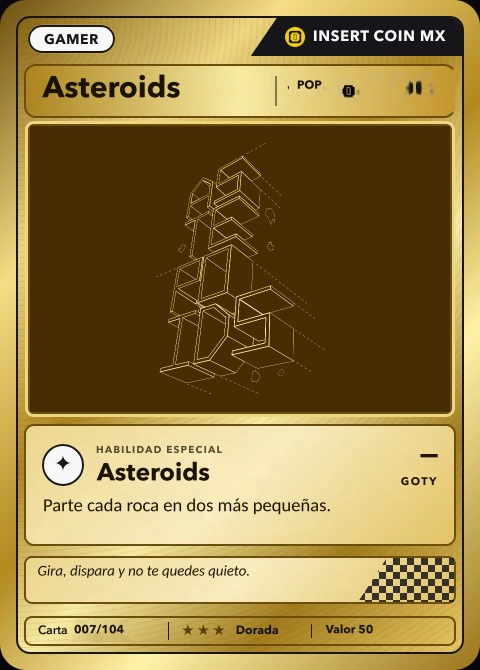 GAMER
INSERT COIN MX
Asteroids
POP
HABILIDAD ESPECIAL
Asteroids
—
GOTY
Parte cada roca en dos más pequeñas.
Gira, dispara y no te quedes quieto.
Carta 007/104 ★★★ Dorada Valor 50